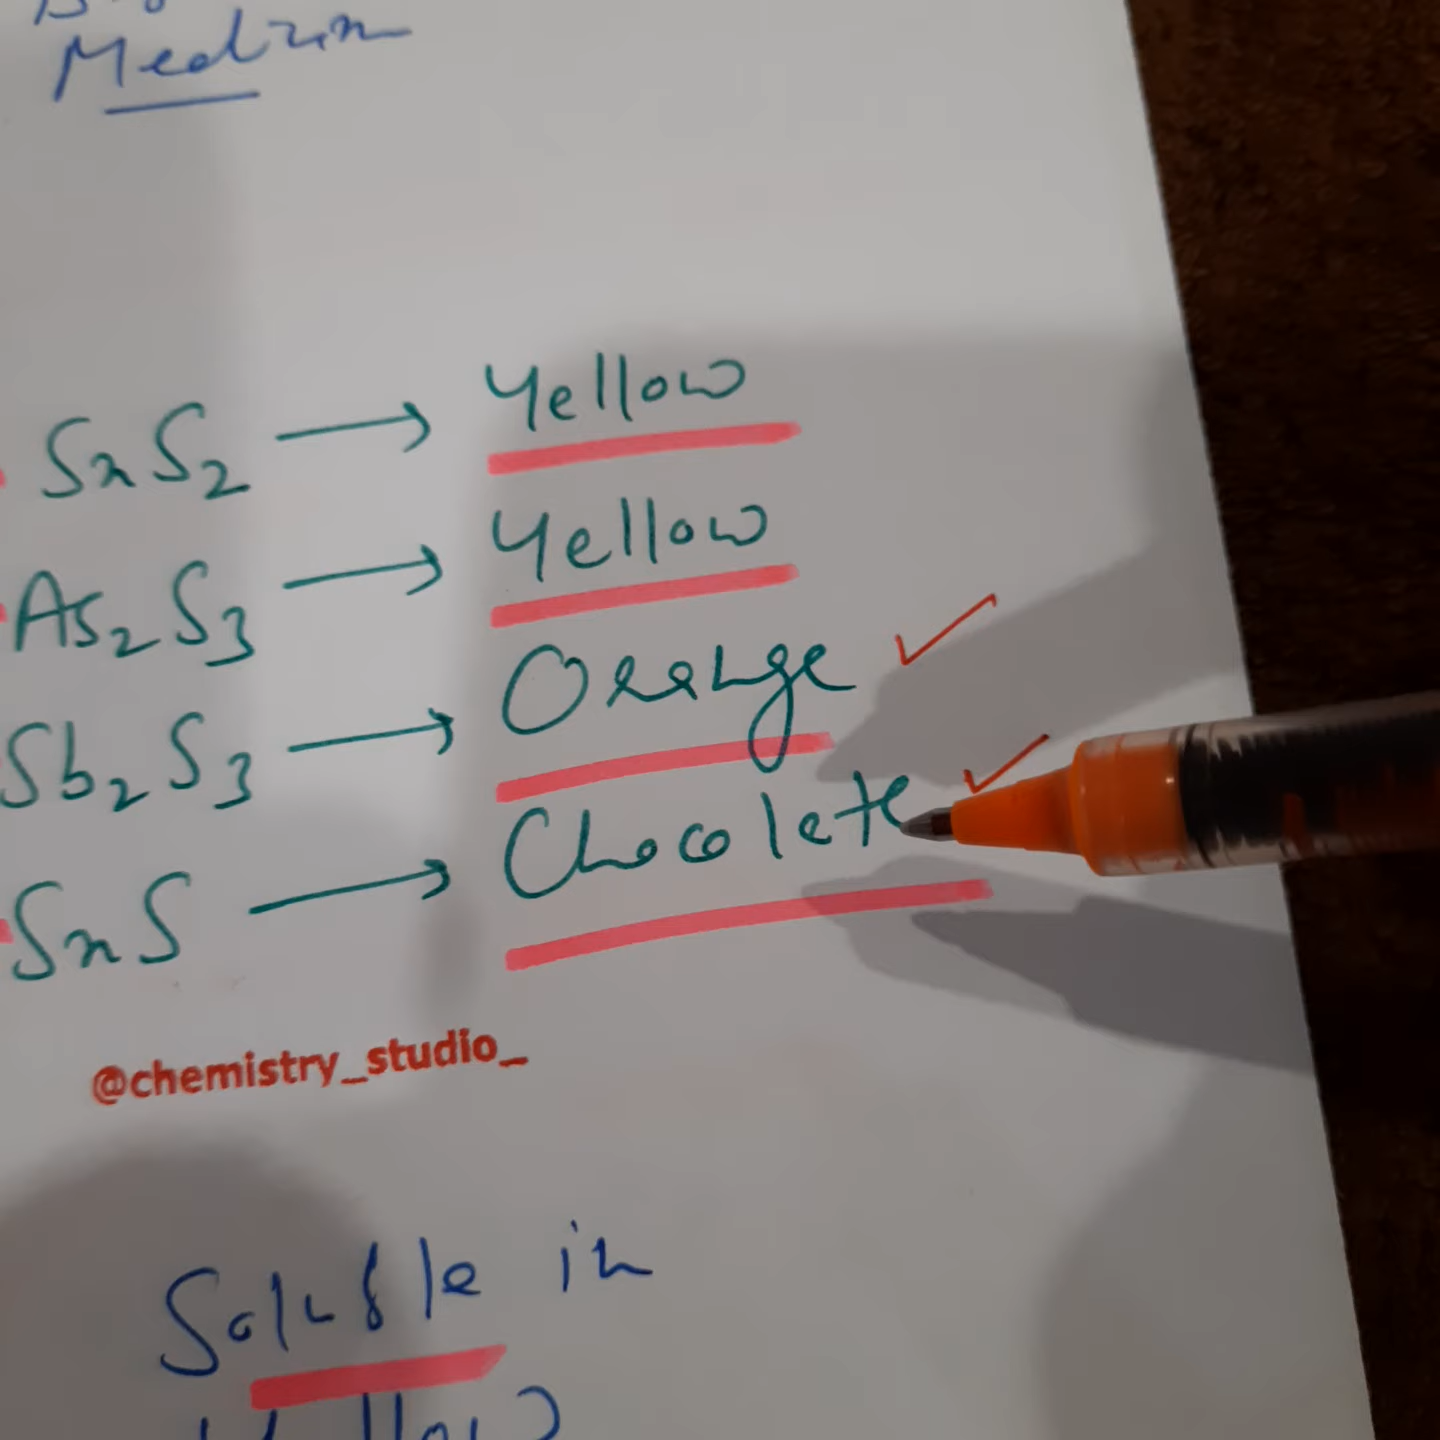 Medium
SnS2 → Yellow
As2S3 → Yellow
Sb2S3 → Orange ✓
SnS → Chocolate ✓
@chemistry_studio_
Soluble in